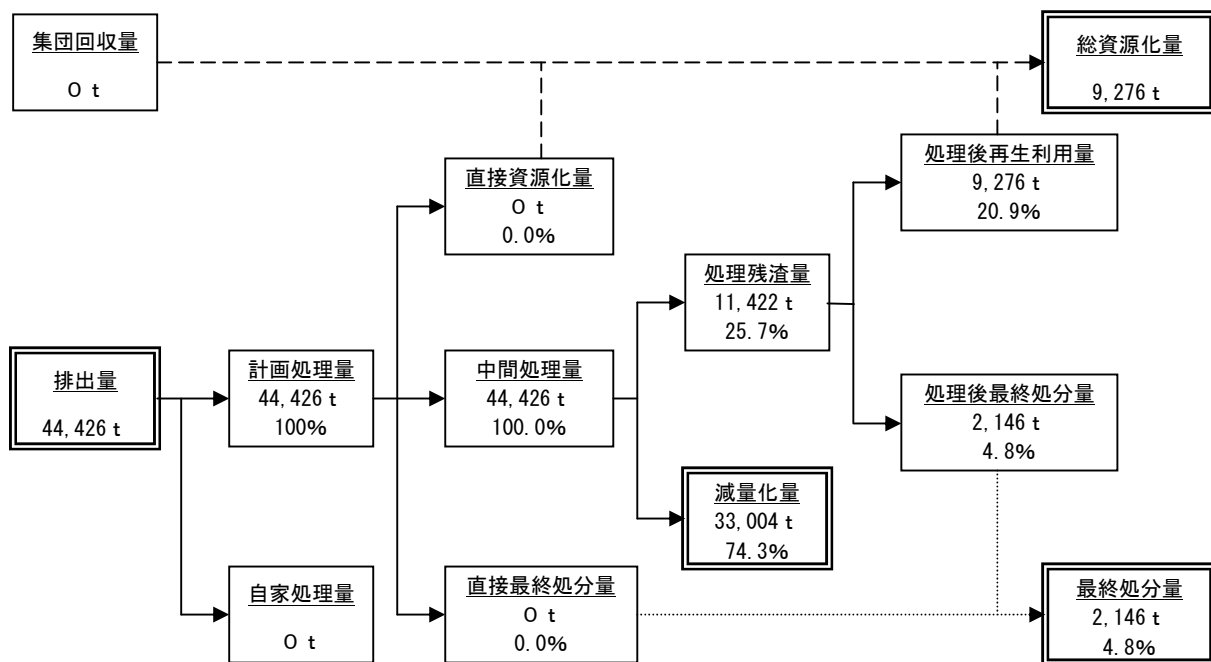 集団回収量
0 t
総資源化量
9,276 t
直接資源化量
0 t
0.0%
処理後再生利用量
9,276 t
20.9%
処理残渣量
11,422 t
25.7%
排出量
44,426 t
計画処理量
44,426 t
100%
中間処理量
44,426 t
100.0%
処理後最終処分量
2,146 t
4.8%
減量化量
33,004 t
74.3%
自家処理量
0 t
直接最終処分量
0 t
0.0%
最終処分量
2,146 t
4.8%